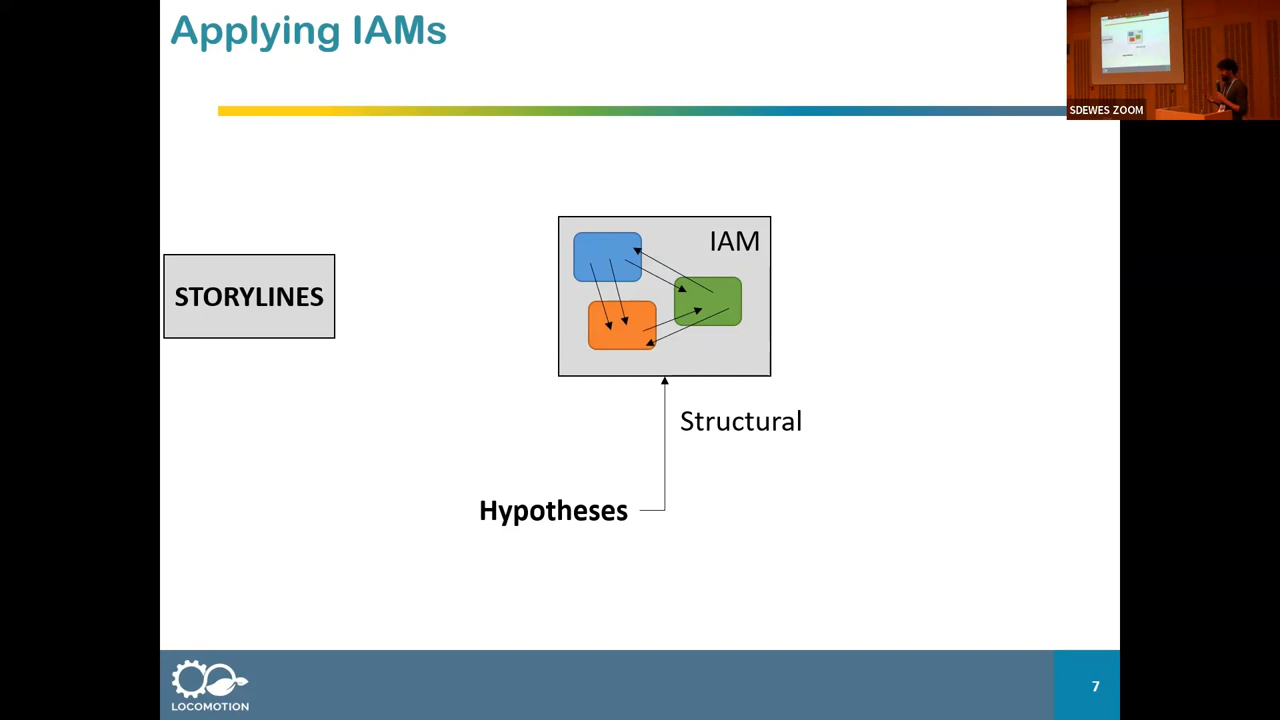 Applying IAMs
SDEWES ZOOM
IAM
STORYLINES
Structural
Hypotheses
LOCOMOTION
7